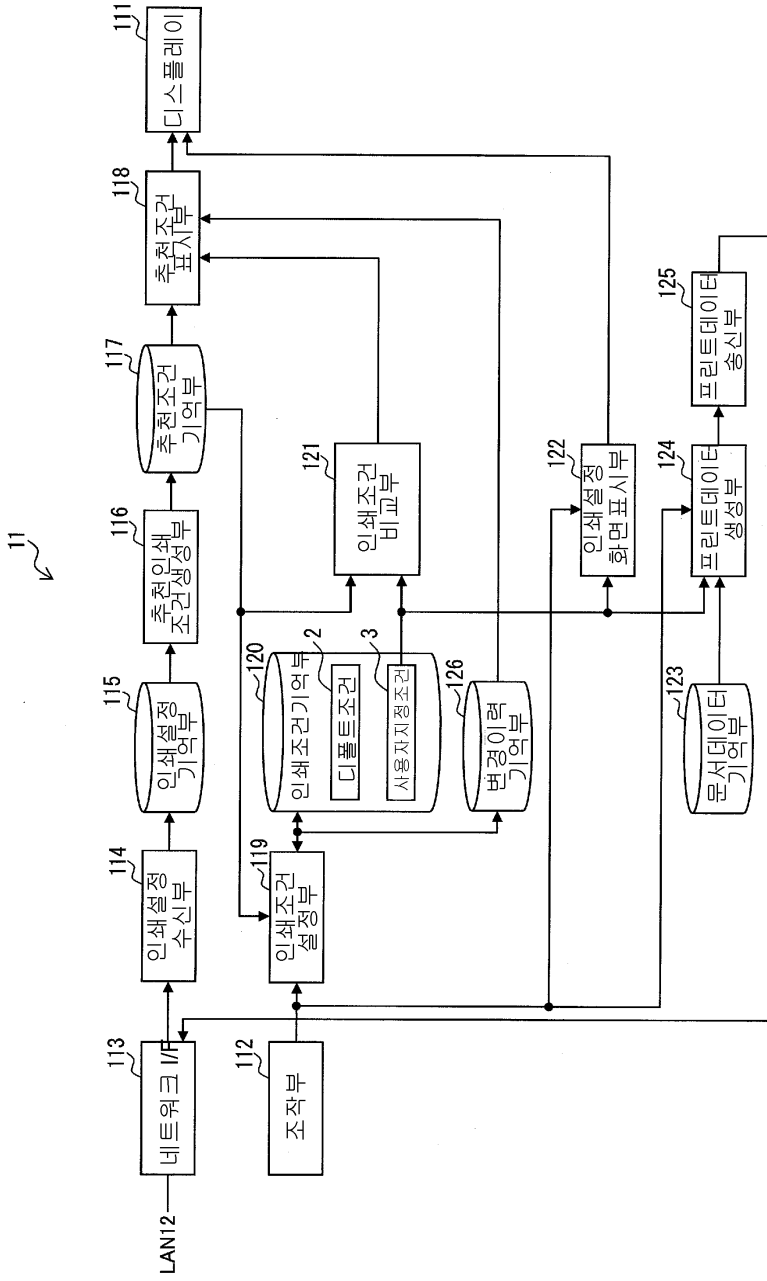 11
LAN12
113
네트워크 I/F
114
인쇄설정
수신부
115
인쇄설정
기억부
116
추천인쇄
조건생성부
117
추천조건
기억부
118
추천조건
표시부
111
디스플레이
112
조작부
119
인쇄조건
설정부
120
인쇄조건기억부
2
디폴트조건
3
사용자지정조건
121
인쇄조건
비교부
126
변경이력
기억부
122
인쇄설정
화면표시부
123
문서데이터
기억부
124
프린트데이터
생성부
125
프린트데이터
송신부